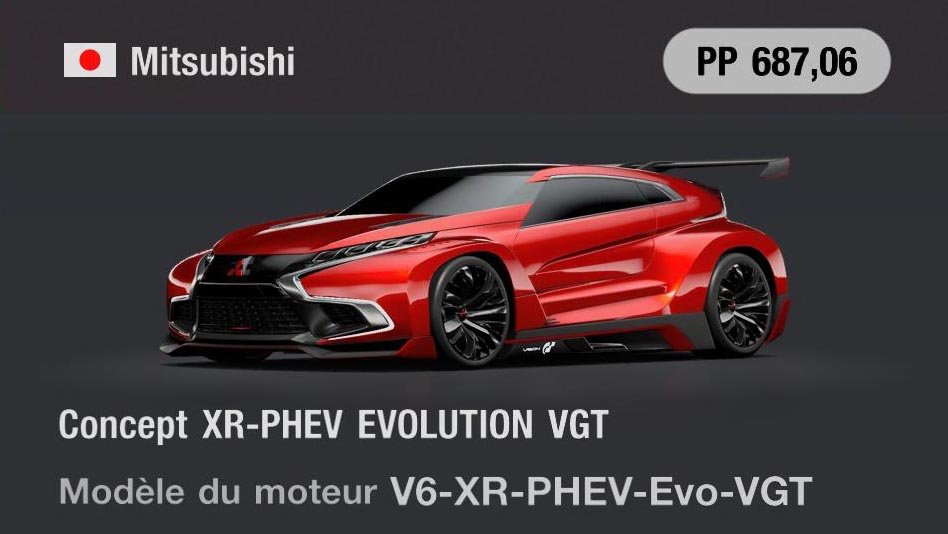 Mitsubishi
PP 687,06
Concept XR-PHEV EVOLUTION VGT
Modèle du moteur V6-XR-PHEV-Evo-VGT